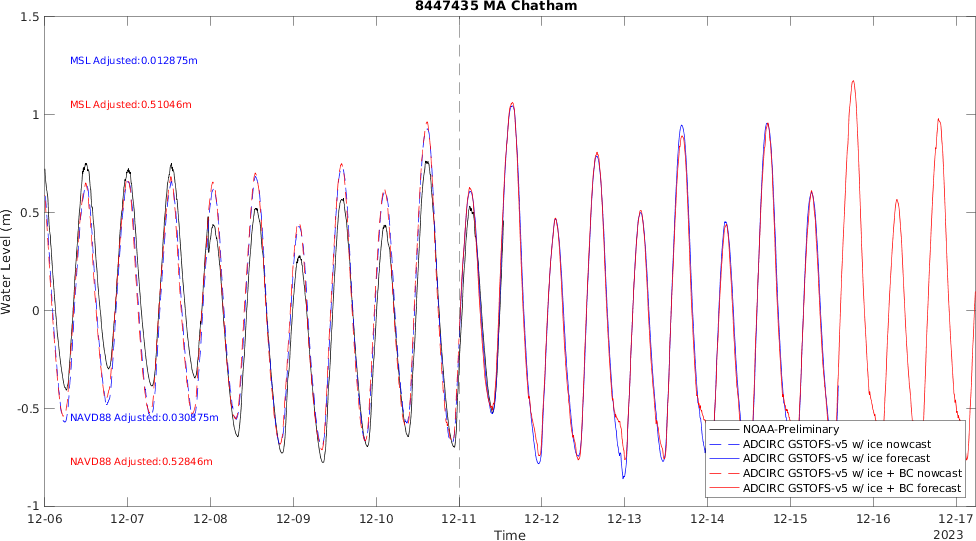 8447435 MA Chatham
1.5
1
0.5
0
-0.5
-1
Water Level (m)
MSL Adjusted:0.012875m
MSL Adjusted:0.51046m
NAVD88 Adjusted:0.030875m
NAVD88 Adjusted:0.52846m
NOAA-Preliminary
ADCIRC GSTOFS-v5 w/ ice nowcast
ADCIRC GSTOFS-v5 w/ ice forecast
ADCIRC GSTOFS-v5 w/ ice + BC nowcast
ADCIRC GSTOFS-v5 w/ ice + BC forecast
12-06 12-07 12-08 12-09 12-10 12-11 12-12 12-13 12-14 12-15 12-16 12-17
Time
2023